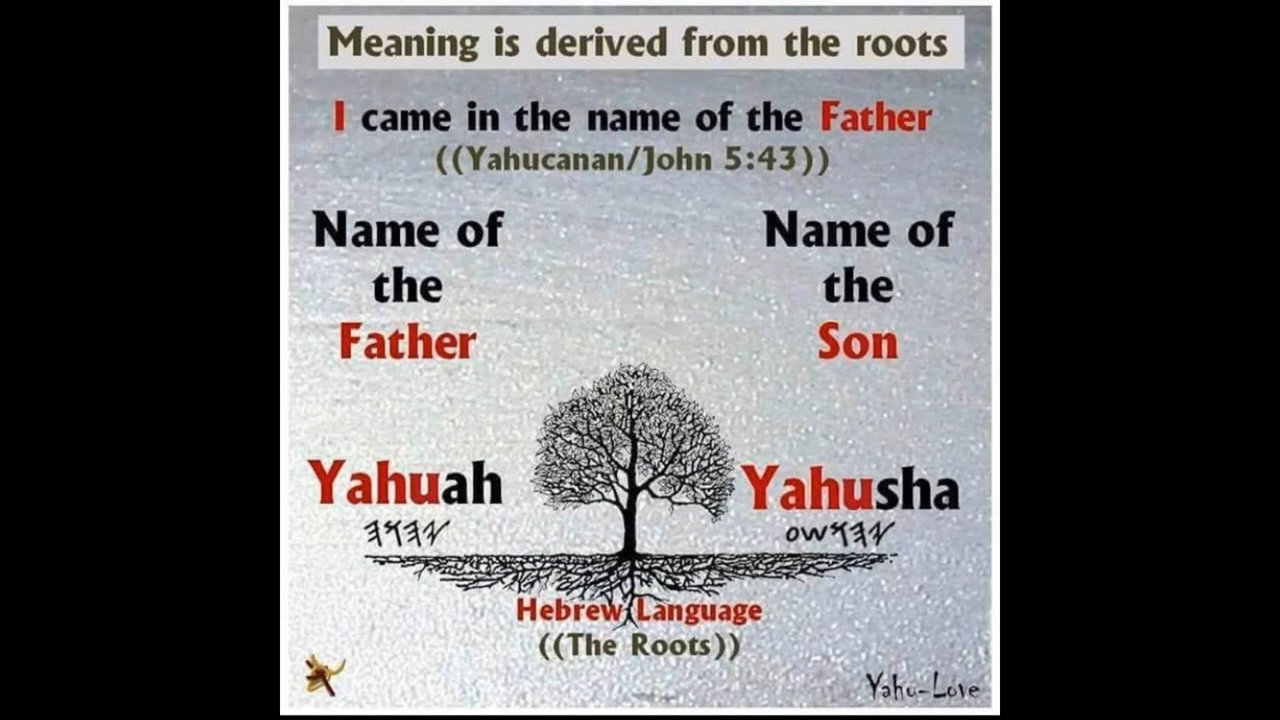 Meaning is derived from the roots
I came in the name of the Father
((Yahucanan/John 5:43))
Name of
the
Father
Name of
the
Son
Yahuah
𐤉𐤄𐤅𐤄
Yahusha
𐤉𐤄𐤅𐤔𐤏
Hebrew Language
((The Roots))
Yahu-Love